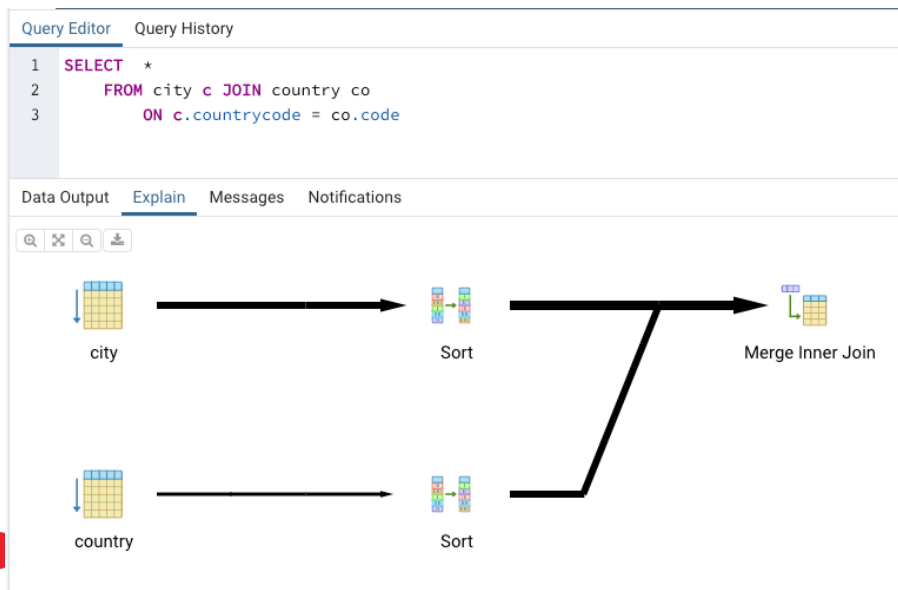 Query Editor Query History
1 SELECT *
2 FROM city c JOIN country co
3 ON c.countrycode = co.code
Data Output Explain Messages Notifications
city Sort Merge Inner Join
country Sort